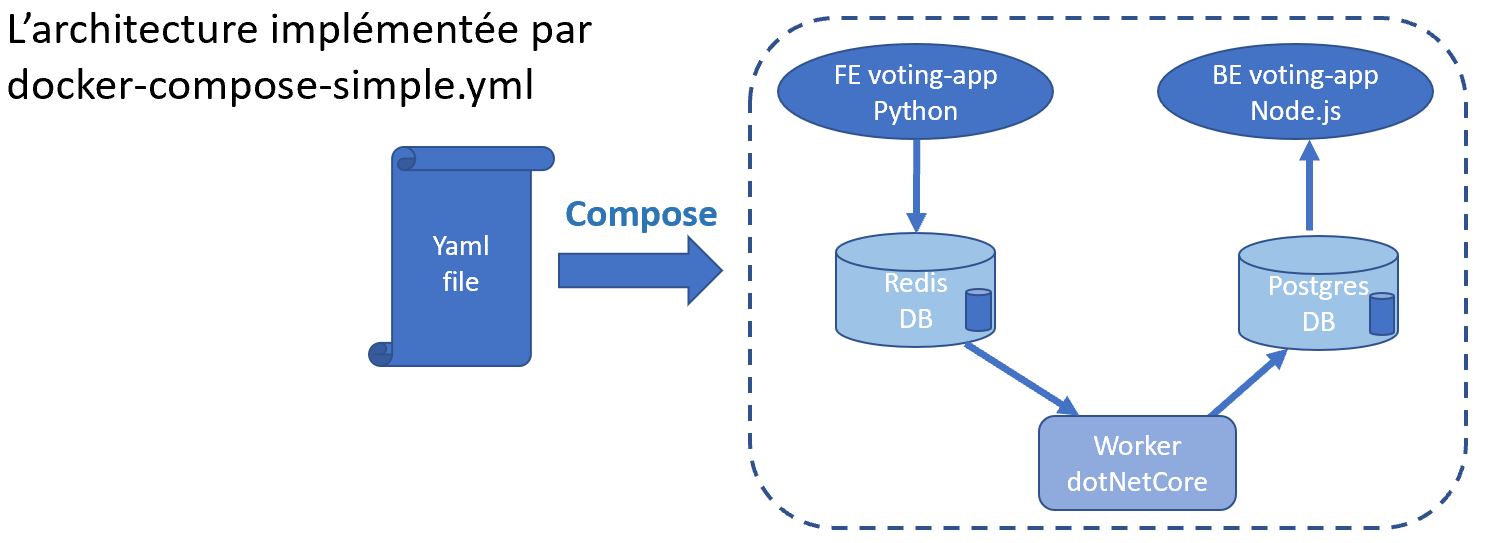 L'architecture implémentée par
docker-compose-simple.yml
Yaml
file
Compose
FE voting-app
Python
BE voting-app
Node.js
Redis
DB
Postgres
DB
Worker
dotNetCore